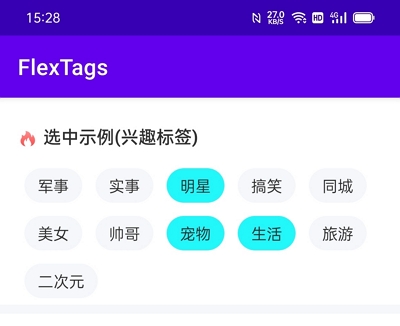 15:28 27.0 KB/S HD 4G
FlexTags
选中示例(兴趣标签)
军事 实事 明星 搞笑 同城
美女 帅哥 宠物 生活 旅游
二次元